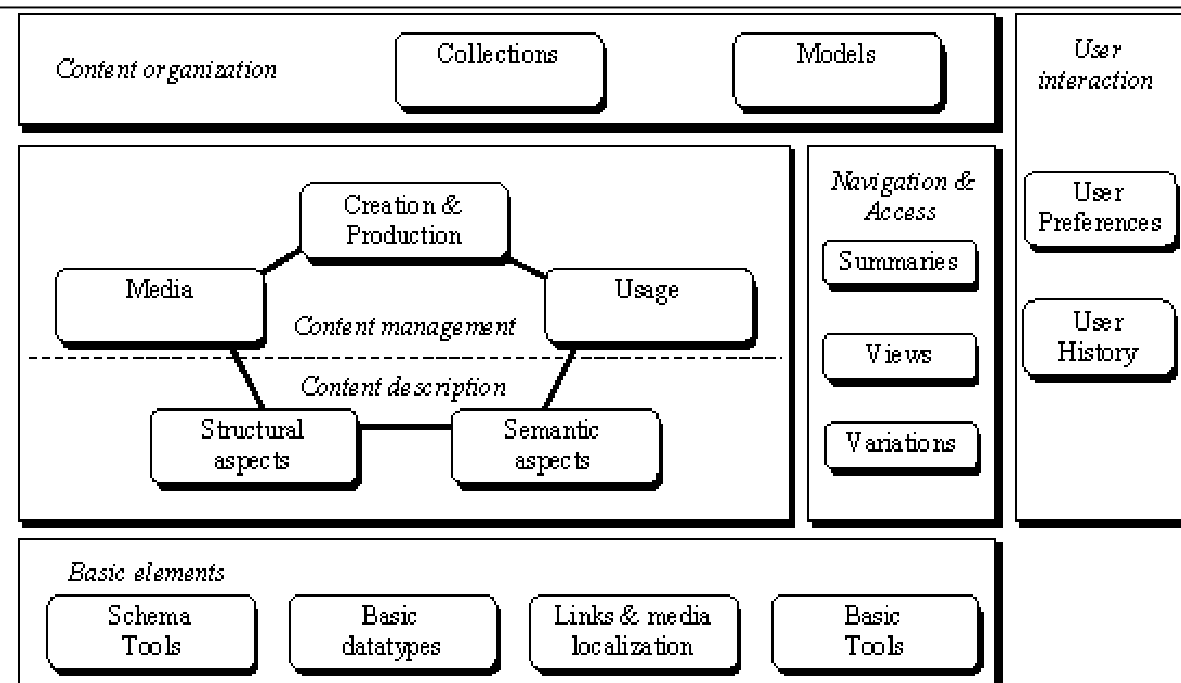 Content organization
Collections
Models
User
interaction
Creation &
Production
Media
Usage
Content management
Content description
Structural
aspects
Semantic
aspects
Navigation &
Access
Summaries
Views
Variations
User
Preferences
User
History
Basic elements
Schema
Tools
Basic
datatypes
Links & media
localization
Basic
Tools